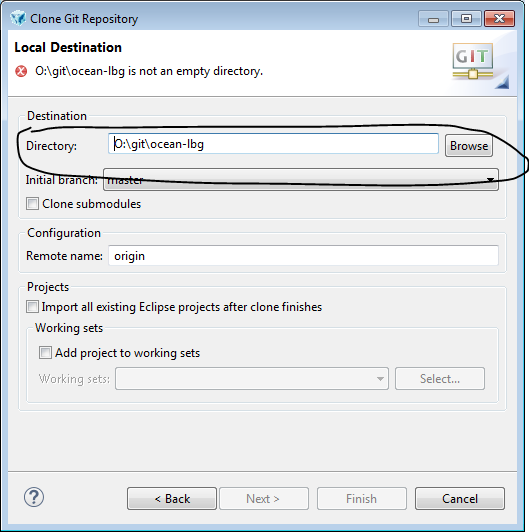 Clone Git Repository
Local Destination
O:\git\ocean-lbg is not an empty directory.
GIT
Destination
Directory: O:\git\ocean-lbg Browse
Initial branch: master
Clone submodules
Configuration
Remote name: origin
Projects
Import all existing Eclipse projects after clone finishes
Working sets
Add project to working sets
Working sets: Select...
? < Back Next > Finish Cancel